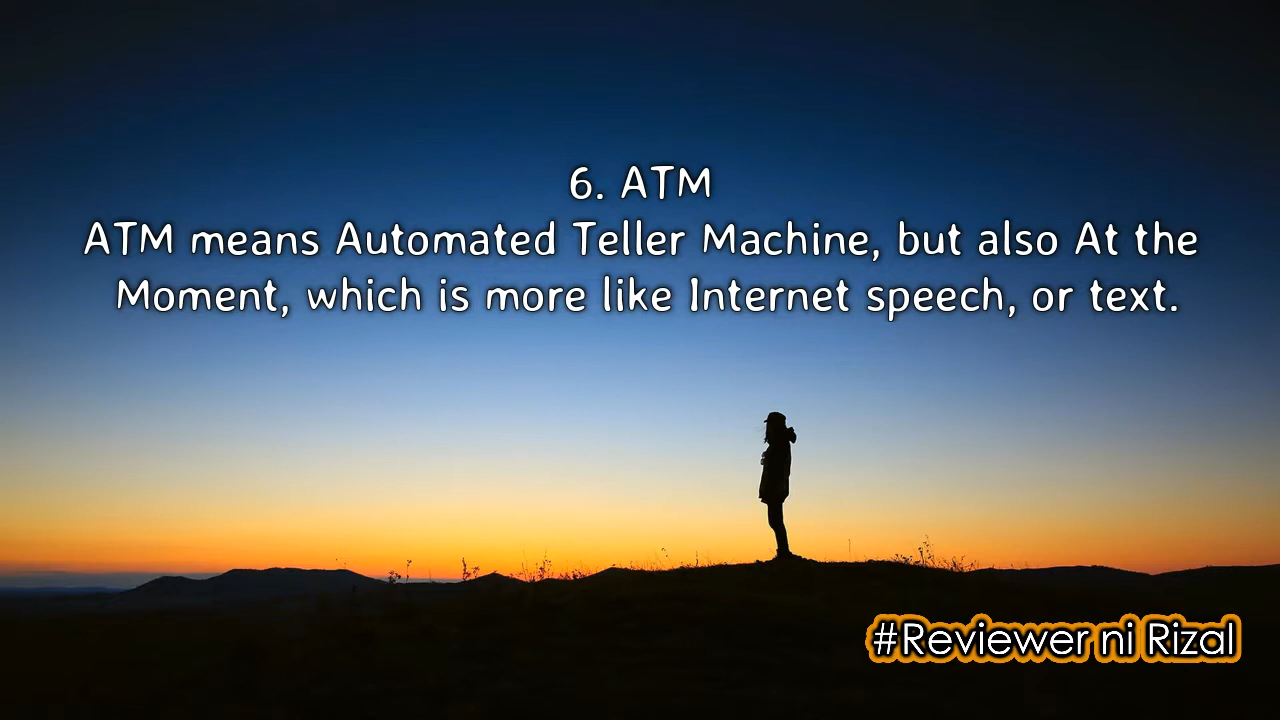 6. ATM
ATM means Automated Teller Machine, but also At the
Moment, which is more like Internet speech, or text.
#Reviewer ni Rizal